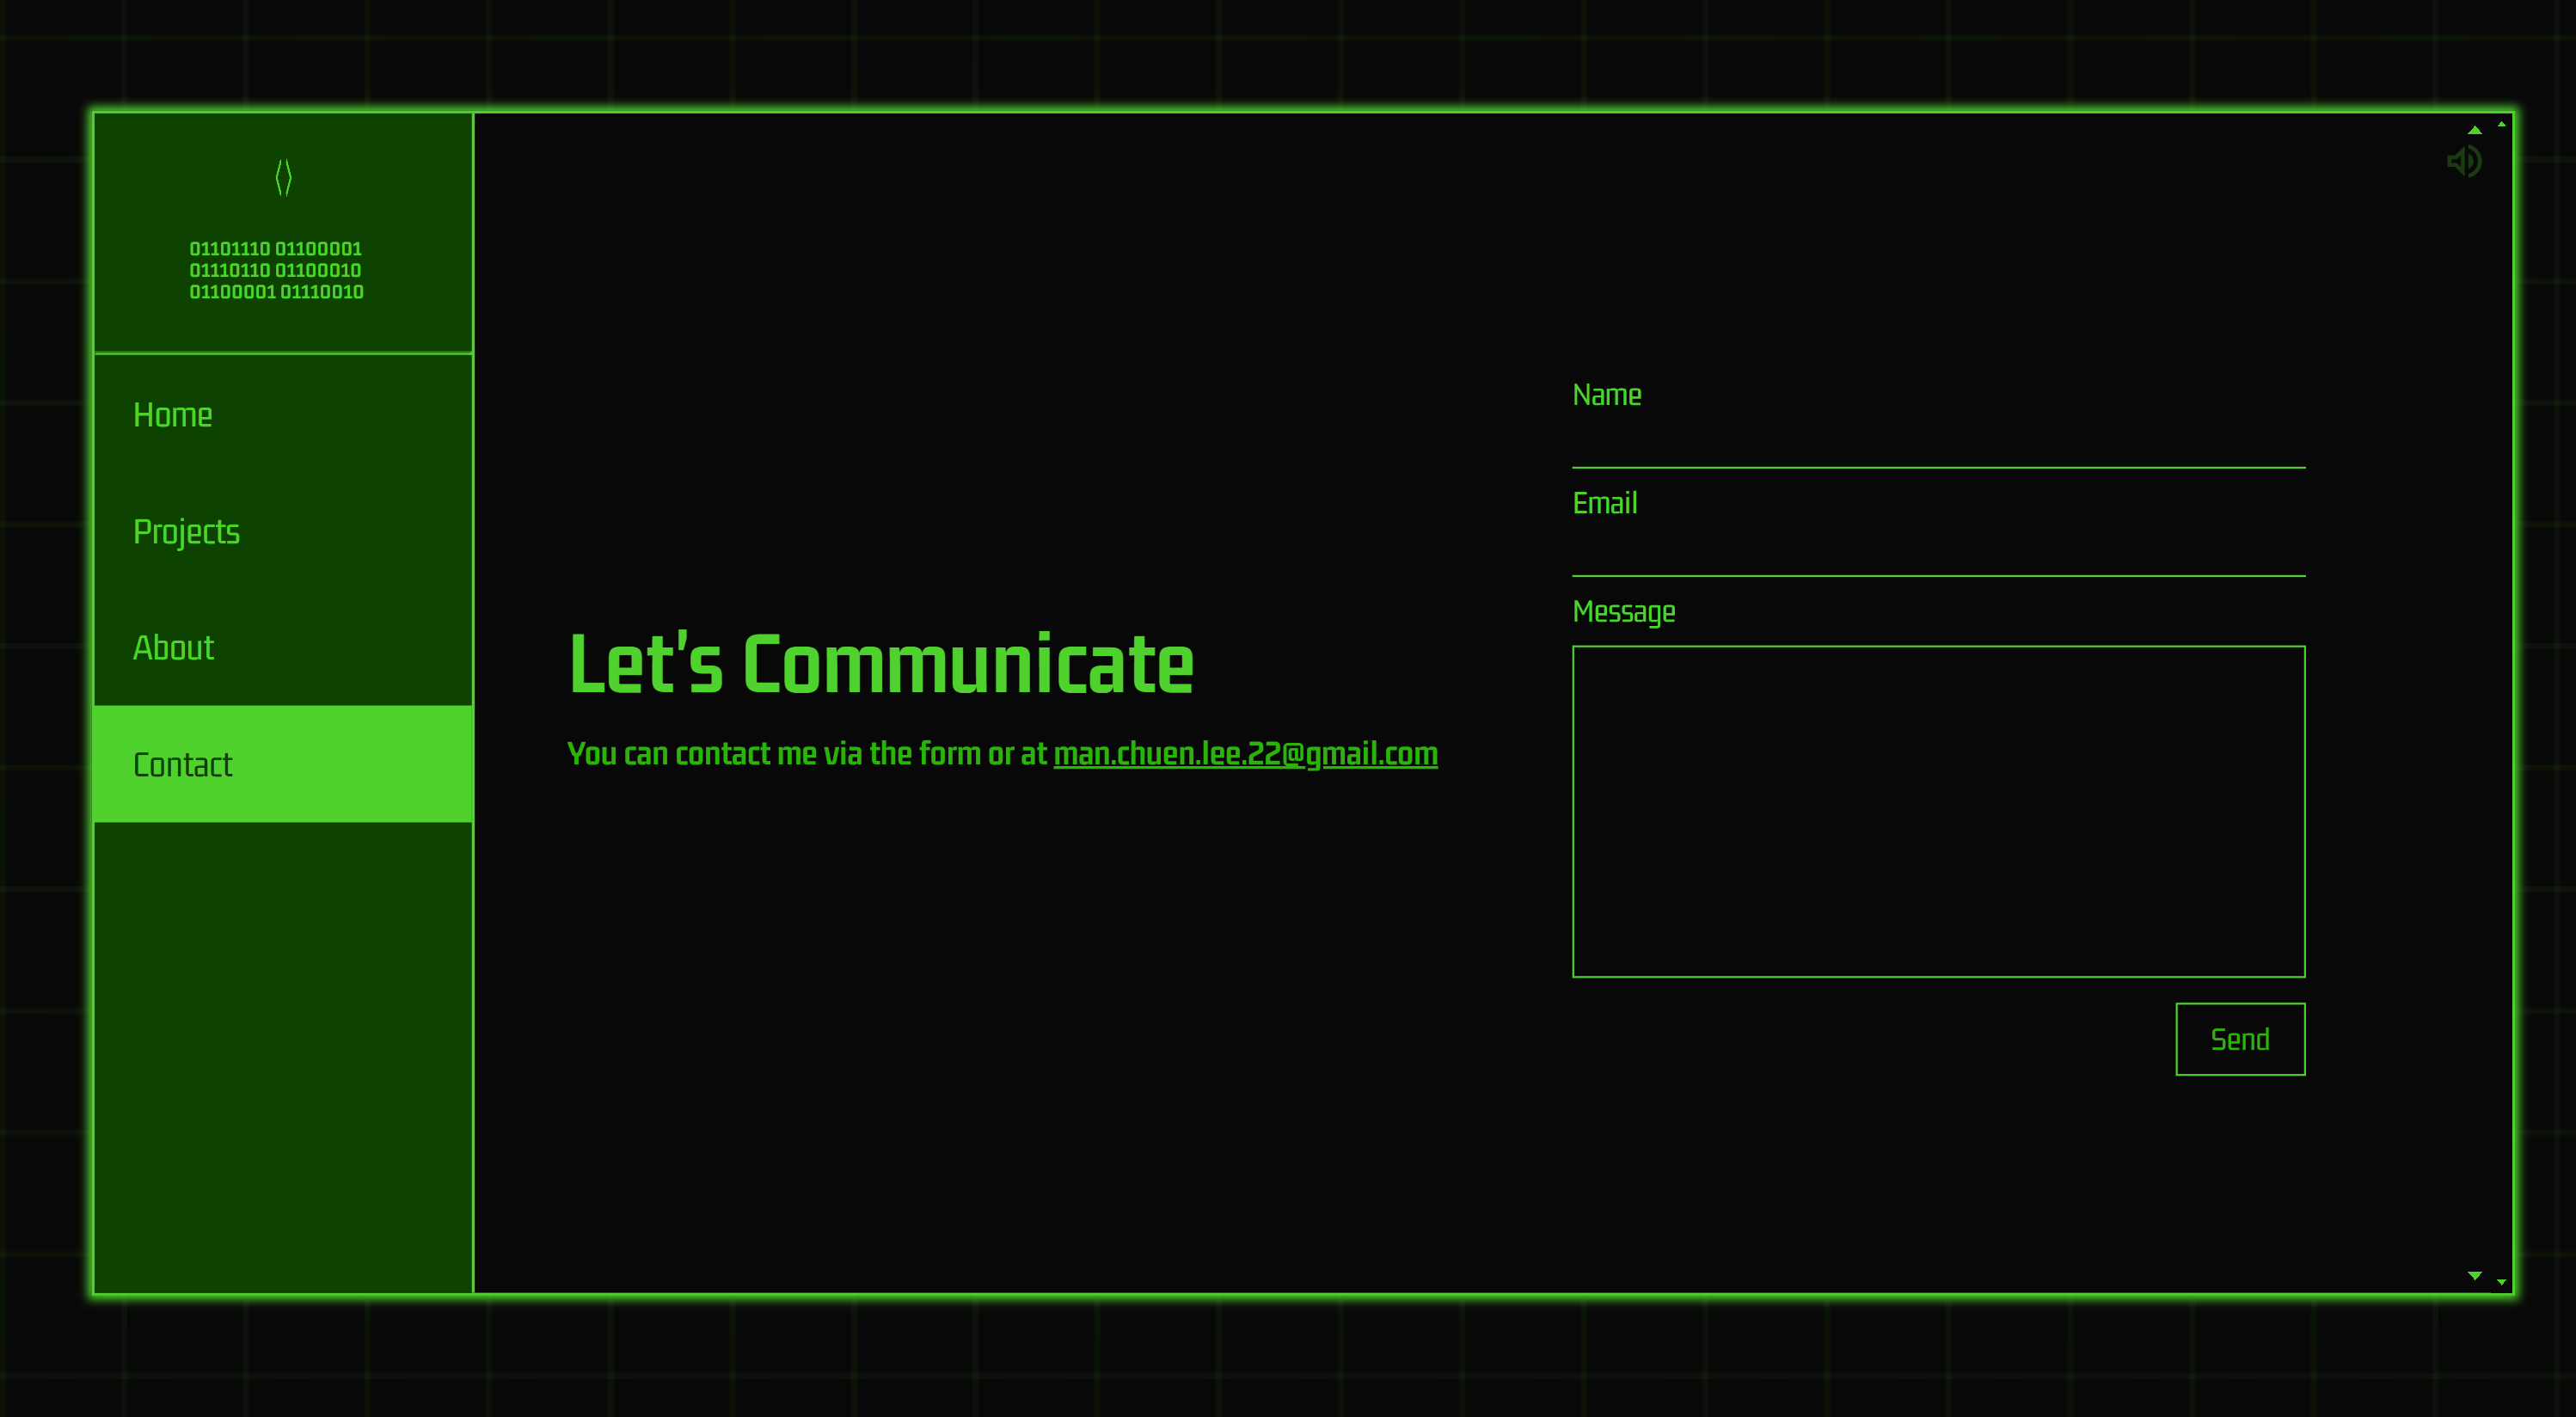 ⟨⟩
01101110 01100001
01110110 01100010
01100001 01110010
Home
Projects
About
Contact
Let's Communicate
You can contact me via the form or at man.chuen.lee.22@gmail.com
Name
Email
Message
Send